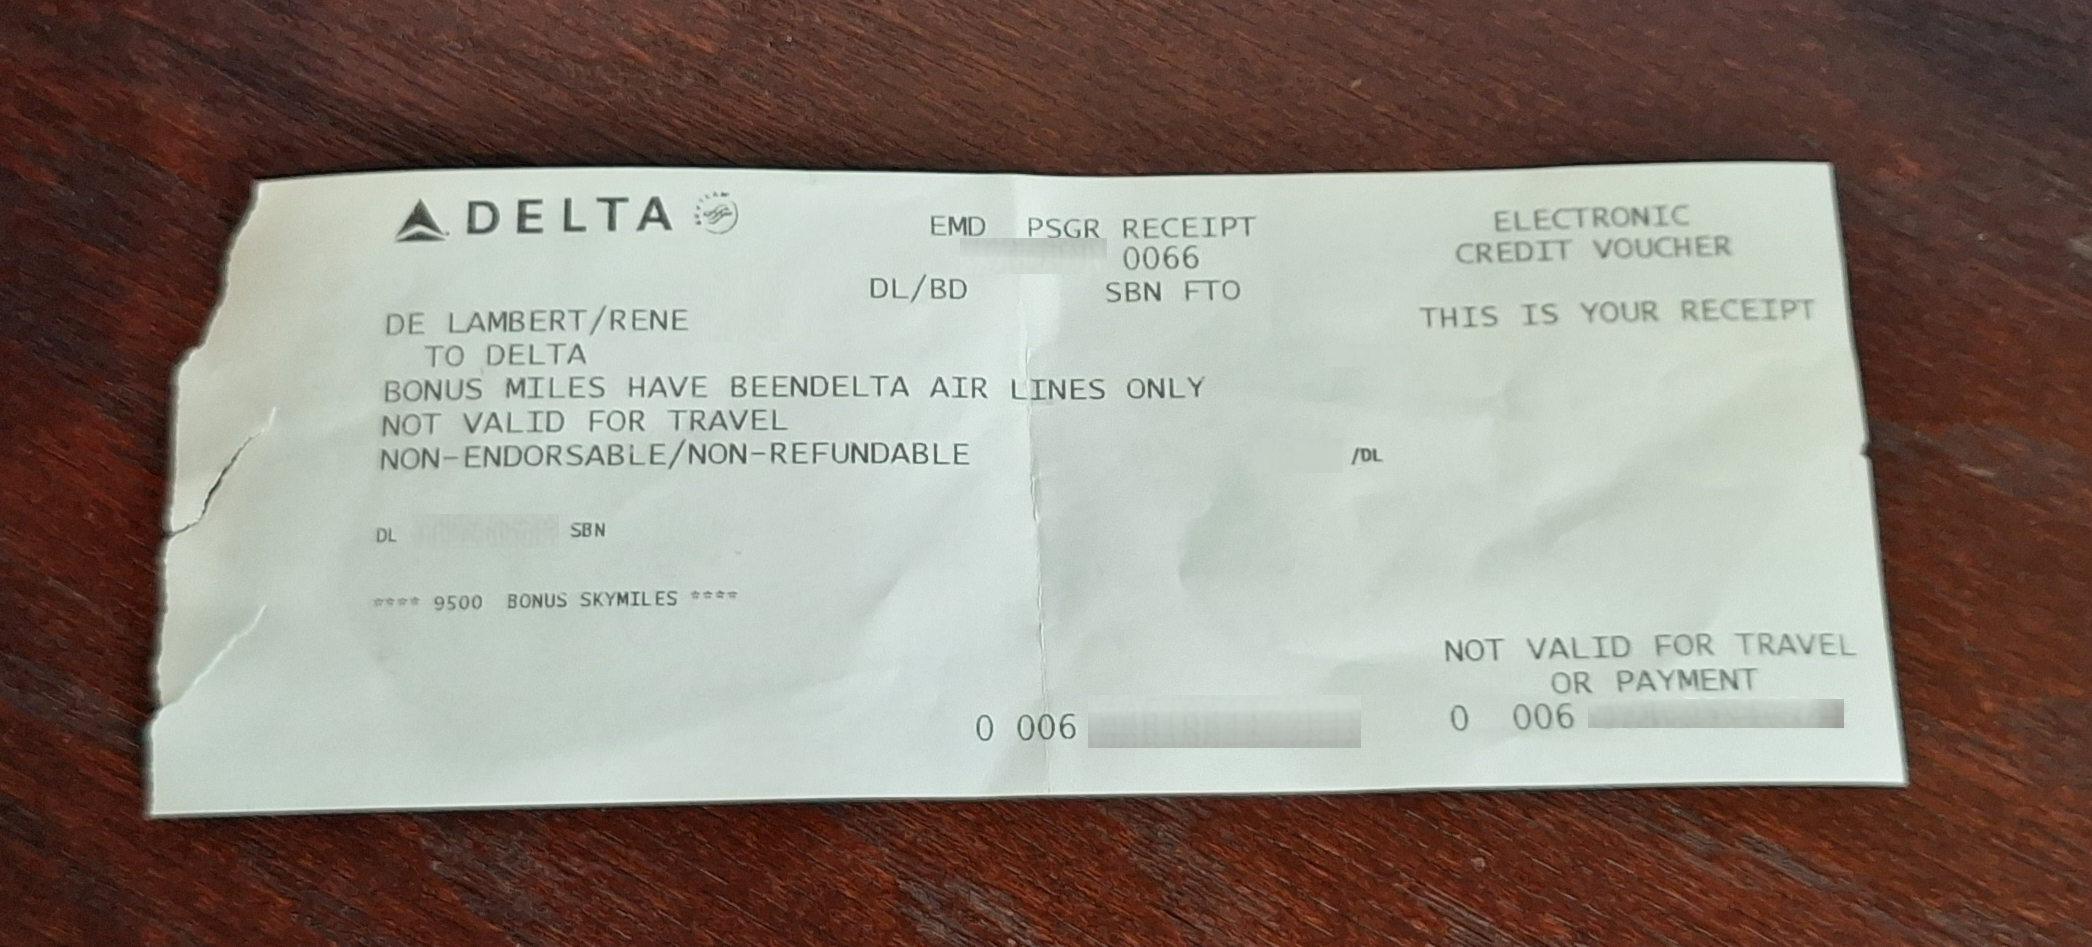 DELTA
EMD PSGR RECEIPT
0066
DL/BD SBN FTO
ELECTRONIC
CREDIT VOUCHER
THIS IS YOUR RECEIPT
DE LAMBERT/RENE
TO DELTA
BONUS MILES HAVE BEENDELTA AIR LINES ONLY
NOT VALID FOR TRAVEL
NON-ENDORSABLE/NON-REFUNDABLE
/DL
DL SBN
**** 9500 BONUS SKYMILES ****
NOT VALID FOR TRAVEL
OR PAYMENT
0 006
0 006